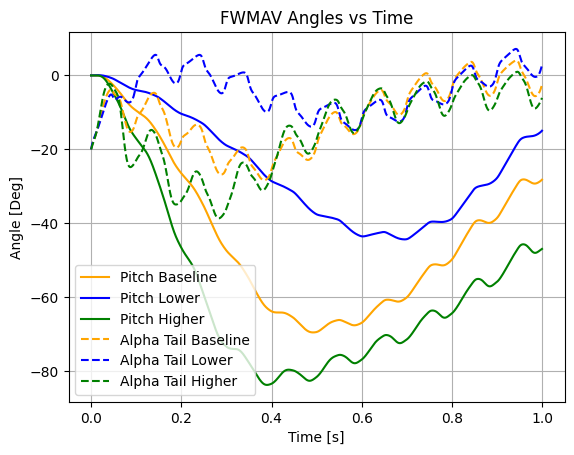 FWMAV Angles vs Time
Angle [Deg]
0
−20
−40
−60
−80
Pitch Baseline
Pitch Lower
Pitch Higher
Alpha Tail Baseline
Alpha Tail Lower
Alpha Tail Higher
0.0 0.2 0.4 0.6 0.8 1.0
Time [s]